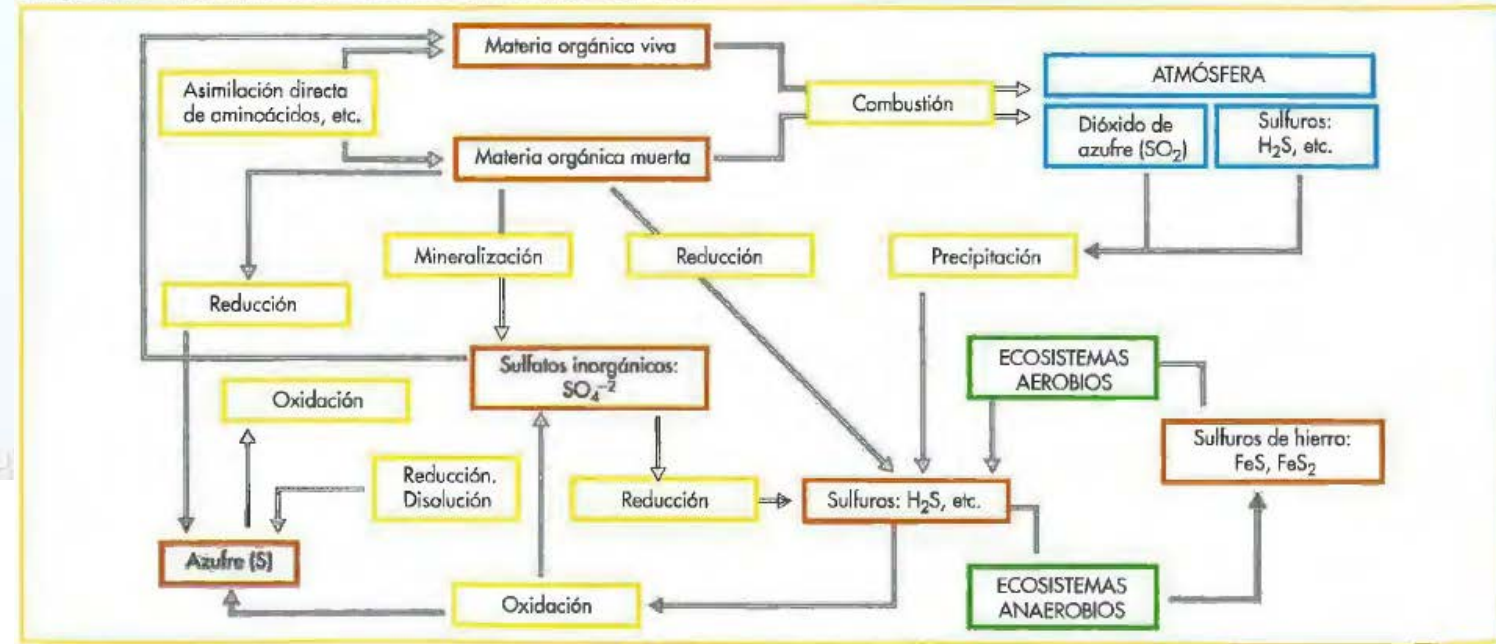 Materia orgánica viva
Asimilación directa
de aminoácidos, etc.
Combustión
ATMÓSFERA
Dióxido de
azufre (SO₂)
Sulfuros:
H₂S, etc.
Materia orgánica muerta
Mineralización
Reducción
Precipitación
Reducción
Sulfatos inorgánicos:
SO₄⁻²
ECOSISTEMAS
AEROBIOS
Oxidación
Sulfuros de hierro:
FeS, FeS₂
Reducción.
Disolución
Reducción
Sulfuros: H₂S, etc.
Azufre (S)
Oxidación
ECOSISTEMAS
ANAEROBIOS